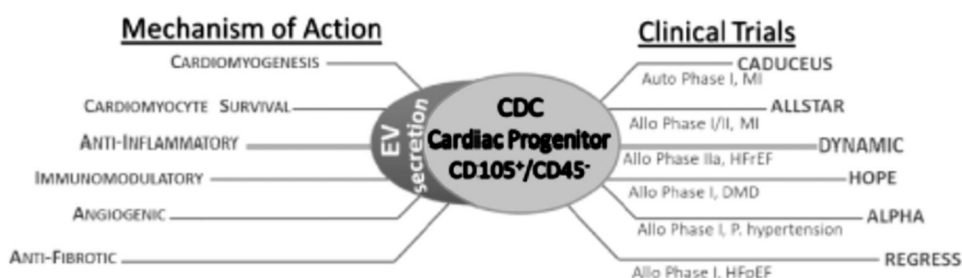 Mechanism of Action
CARDIOMYOGENESIS
CARDIOMYOCYTE SURVIVAL
ANTI-INFLAMMATORY
IMMUNOMODULATORY
ANGIOGENIC
ANTI-FIBROTIC
EV secretion
CDC
Cardiac Progenitor
CD105⁺/CD45⁻
Clinical Trials
CADUCEUS
Auto Phase I, MI
ALLSTAR
Allo Phase I/II, MI
DYNAMIC
Allo Phase IIa, HFrEF
HOPE
Allo Phase I, DMD
ALPHA
Allo Phase I, P. hypertension
REGRESS
Allo Phase I, HFpEF